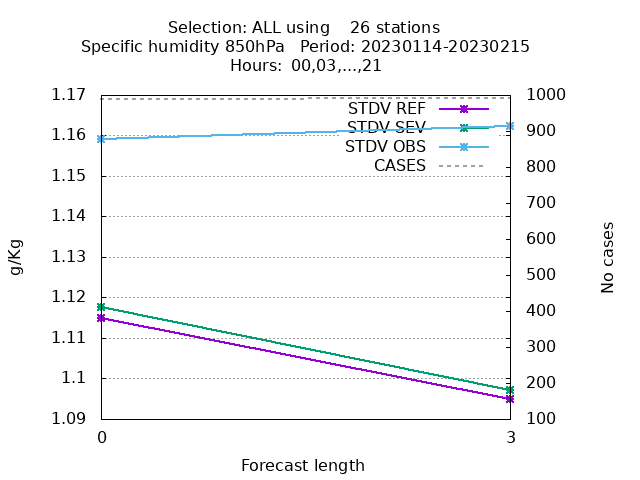 Selection: ALL using    26 stations
Specific humidity 850hPa   Period: 20230114-20230215
Hours:  00,03,...,21
1.17
1.16
1.15
1.14
1.13
1.12
1.11
1.1
1.09
g/Kg
STDV REF
STDV SEV
STDV OBS
CASES
1000
900
800
700
600
500
400
300
200
100
No cases
0    3
Forecast length